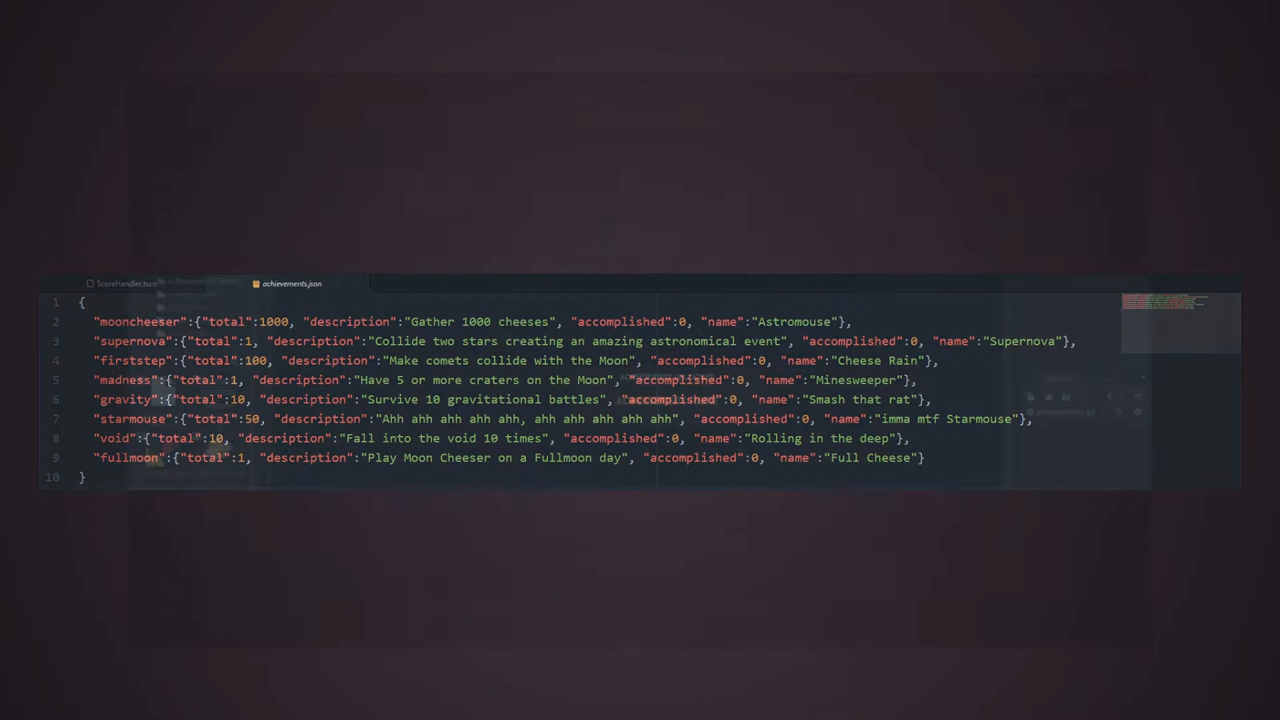 ScoreHandler.tscn achievements.json
1 {
2 "mooncheeser":{"total":1000, "description":"Gather 1000 cheeses", "accomplished":0, "name":"Astromouse"},
3 "supernova":{"total":1, "description":"Collide two stars creating an amazing astronomical event", "accomplished":0, "name":"Supernova"},
4 "firststep":{"total":100, "description":"Make comets collide with the Moon", "accomplished":0, "name":"Cheese Rain"},
5 "madness":{"total":1, "description":"Have 5 or more craters on the Moon", "accomplished":0, "name":"Minesweeper"},
6 "gravity":{"total":10, "description":"Survive 10 gravitational battles", "accomplished":0, "name":"Smash that rat"},
7 "starmouse":{"total":50, "description":"Ahh ahh ahh ahh ahh, ahh ahh ahh ahh ahh", "accomplished":0, "name":"imma mtf Starmouse"},
8 "void":{"total":10, "description":"Fall into the void 10 times", "accomplished":0, "name":"Rolling in the deep"},
9 "fullmoon":{"total":1, "description":"Play Moon Cheeser on a Fullmoon day", "accomplished":0, "name":"Full Cheese"}
10 }